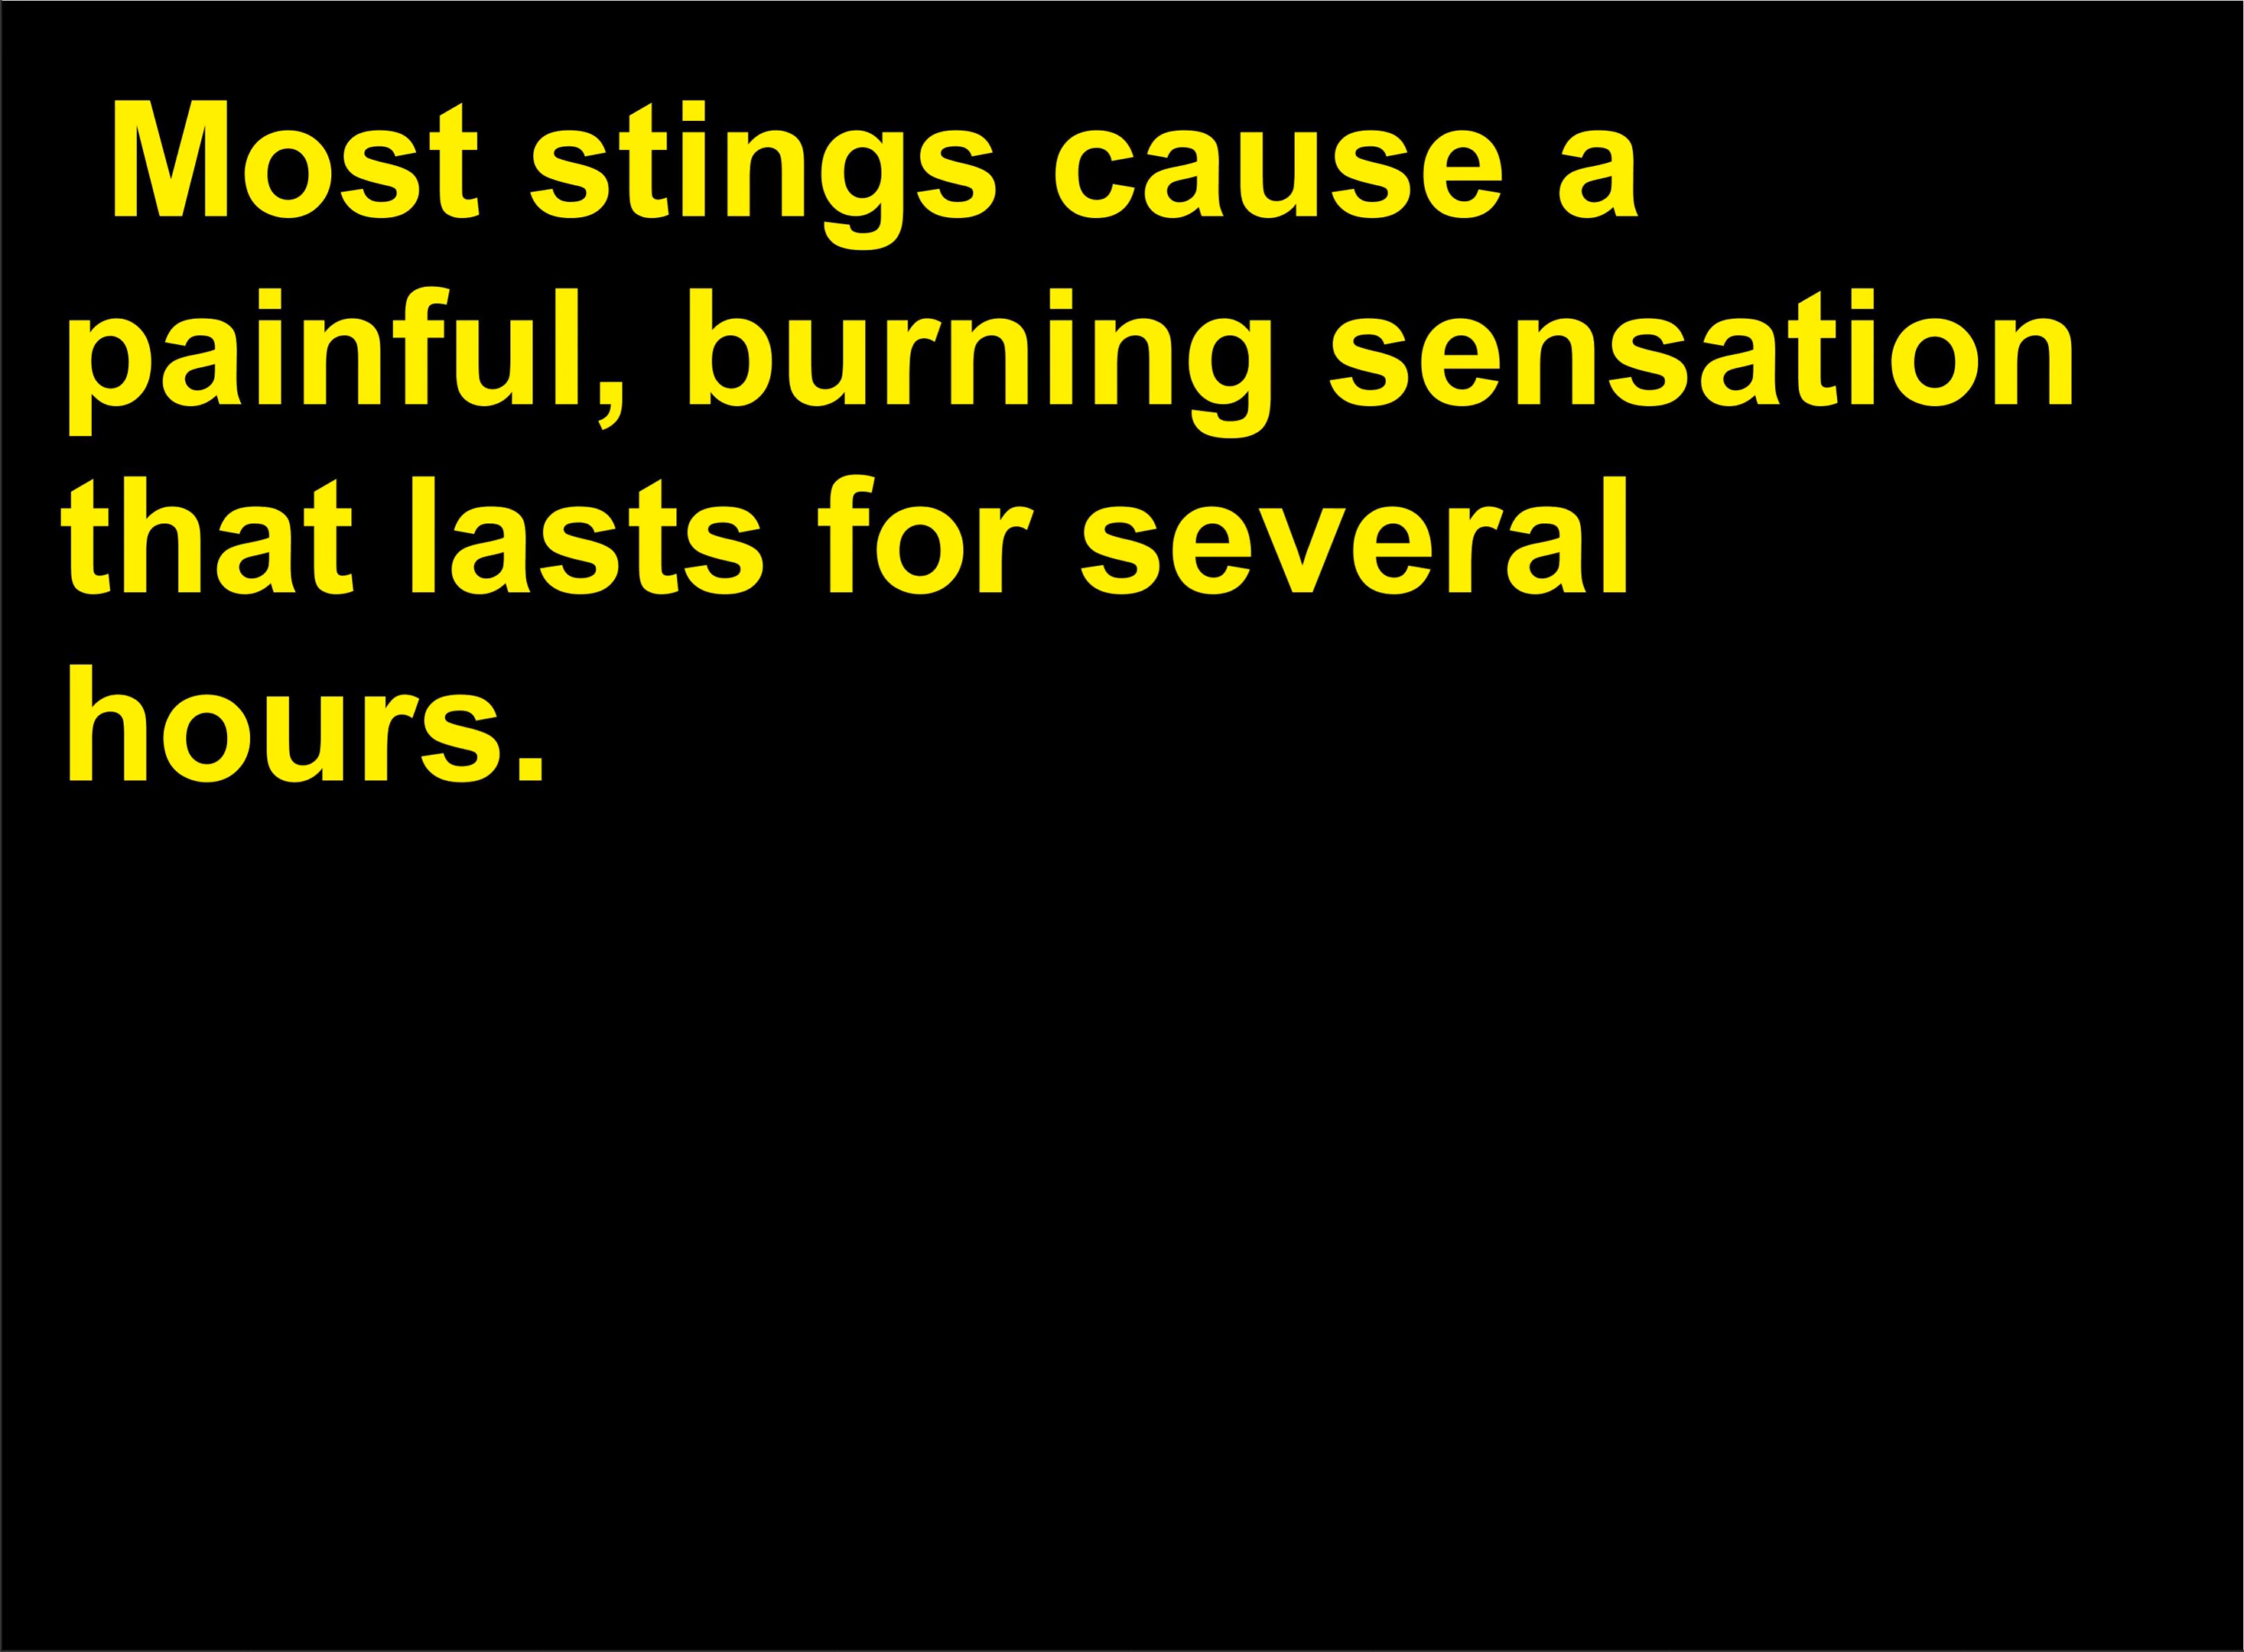 Most stings cause a
painful, burning sensation
that lasts for several
hours.